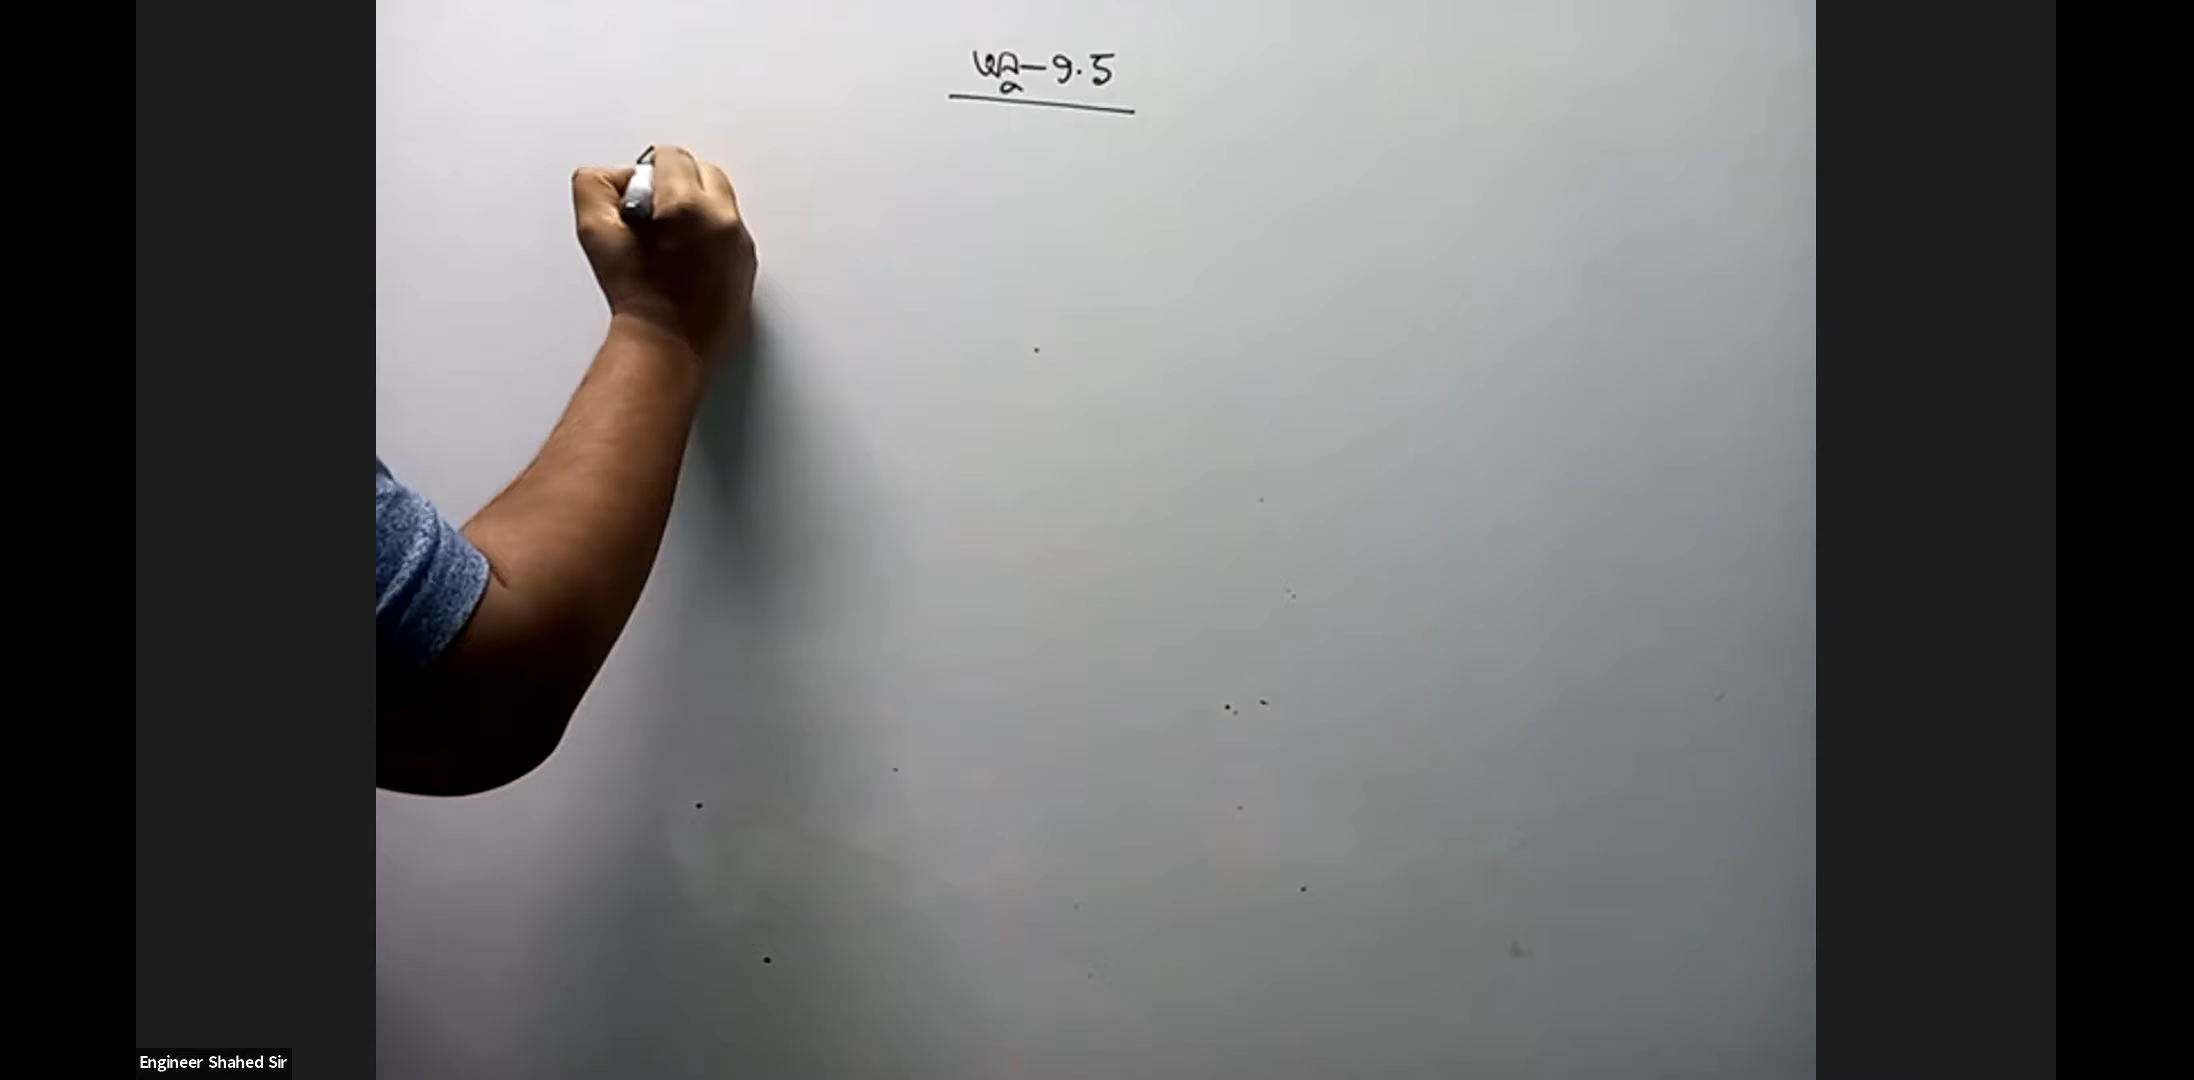 অনু-9.5
Engineer Shahed Sir